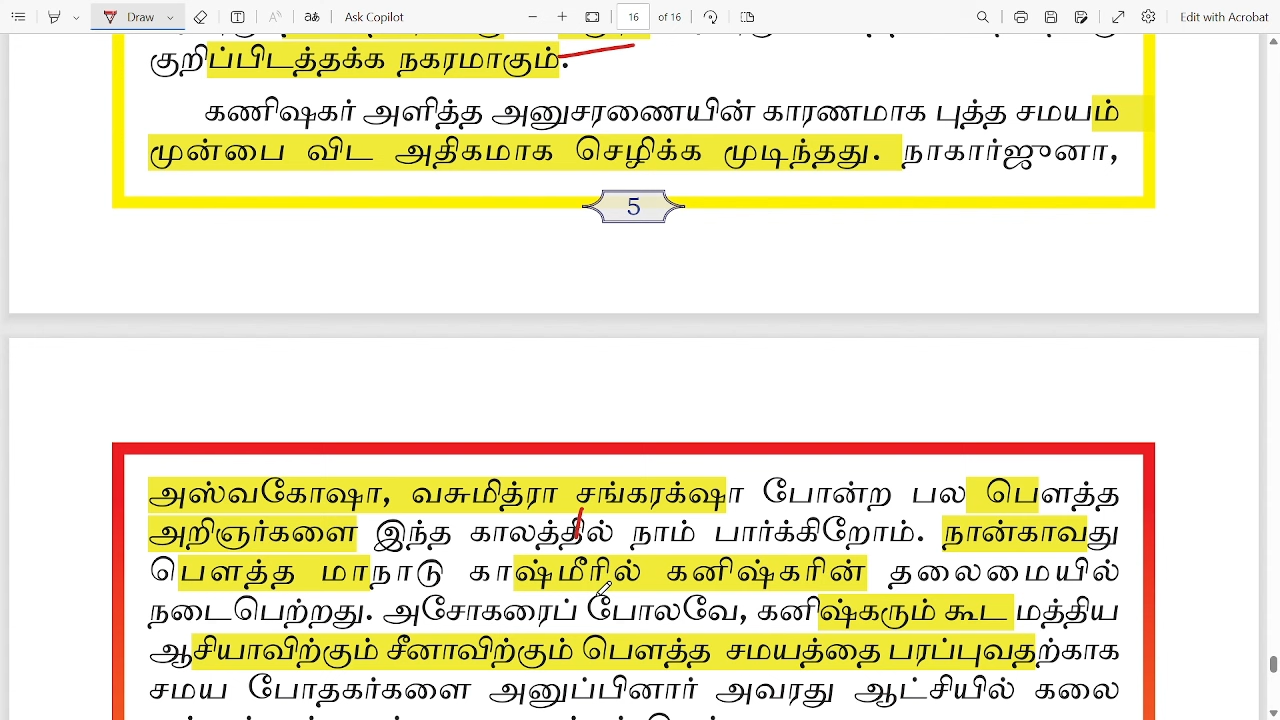 Draw
Ask Copilot
16 of 16
Edit with Acrobat
குறிப்பிடத்தக்க நகரமாகும்.
கணிஷகர் அளித்த அனுசரணையின் காரணமாக புத்த சமயம்
முன்பை விட அதிகமாக செழிக்க முடிந்தது. நாகார்ஜுனா,
5
அஸ்வகோஷா, வசுமித்ரா சங்கரக்ஷா போன்ற பல பௌத்த
அறிஞர்களை இந்த காலத்தில் நாம் பார்க்கிறோம். நான்காவது
பௌத்த மாநாடு காஷ்மீரில் கனிஷ்கரின் தலைமையில்
நடைபெற்றது. அசோகரைப் போலவே, கனிஷ்கரும் கூட மத்திய
ஆசியாவிற்கும் சீனாவிற்கும் பௌத்த சமயத்தை பரப்புவதற்காக
சமய போதகர்களை அனுப்பினார் அவரது ஆட்சியில் கலை